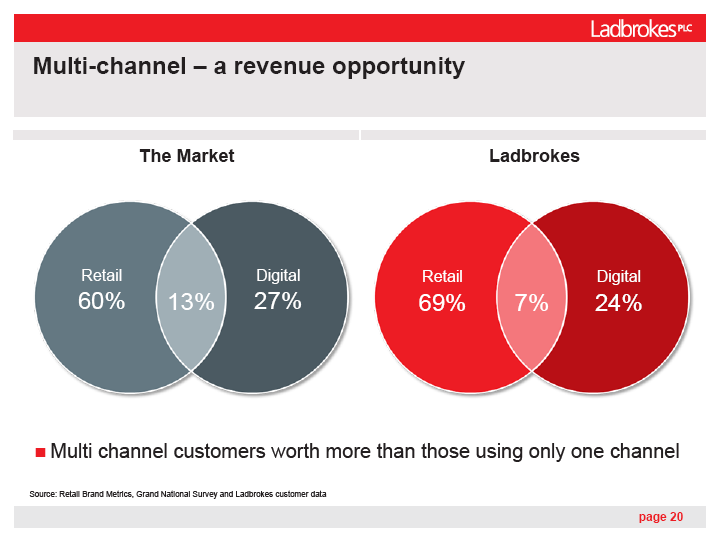 Ladbrokes PLC
Multi-channel – a revenue opportunity
The Market
Retail
60%
13%
Digital
27%
Ladbrokes
Retail
69%
7%
Digital
24%
Multi channel customers worth more than those using only one channel
Source: Retail Brand Metrics, Grand National Survey and Ladbrokes customer data
page 20